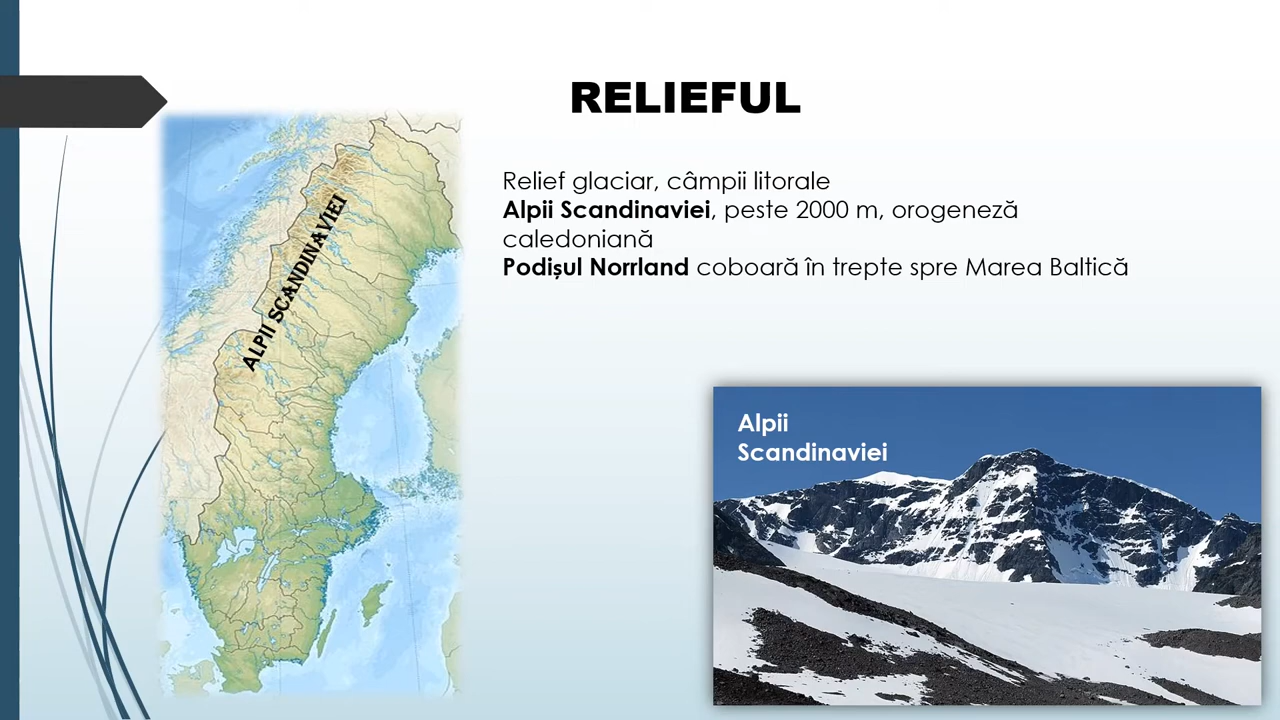 RELIEFUL
Relief glaciar, câmpii litorale
Alpii Scandinaviei, peste 2000 m, orogeneză
caledoniană
Podișul Norrland coboară în trepte spre Marea Baltică
ALPII SCANDINAVIEI
Alpii
Scandinaviei